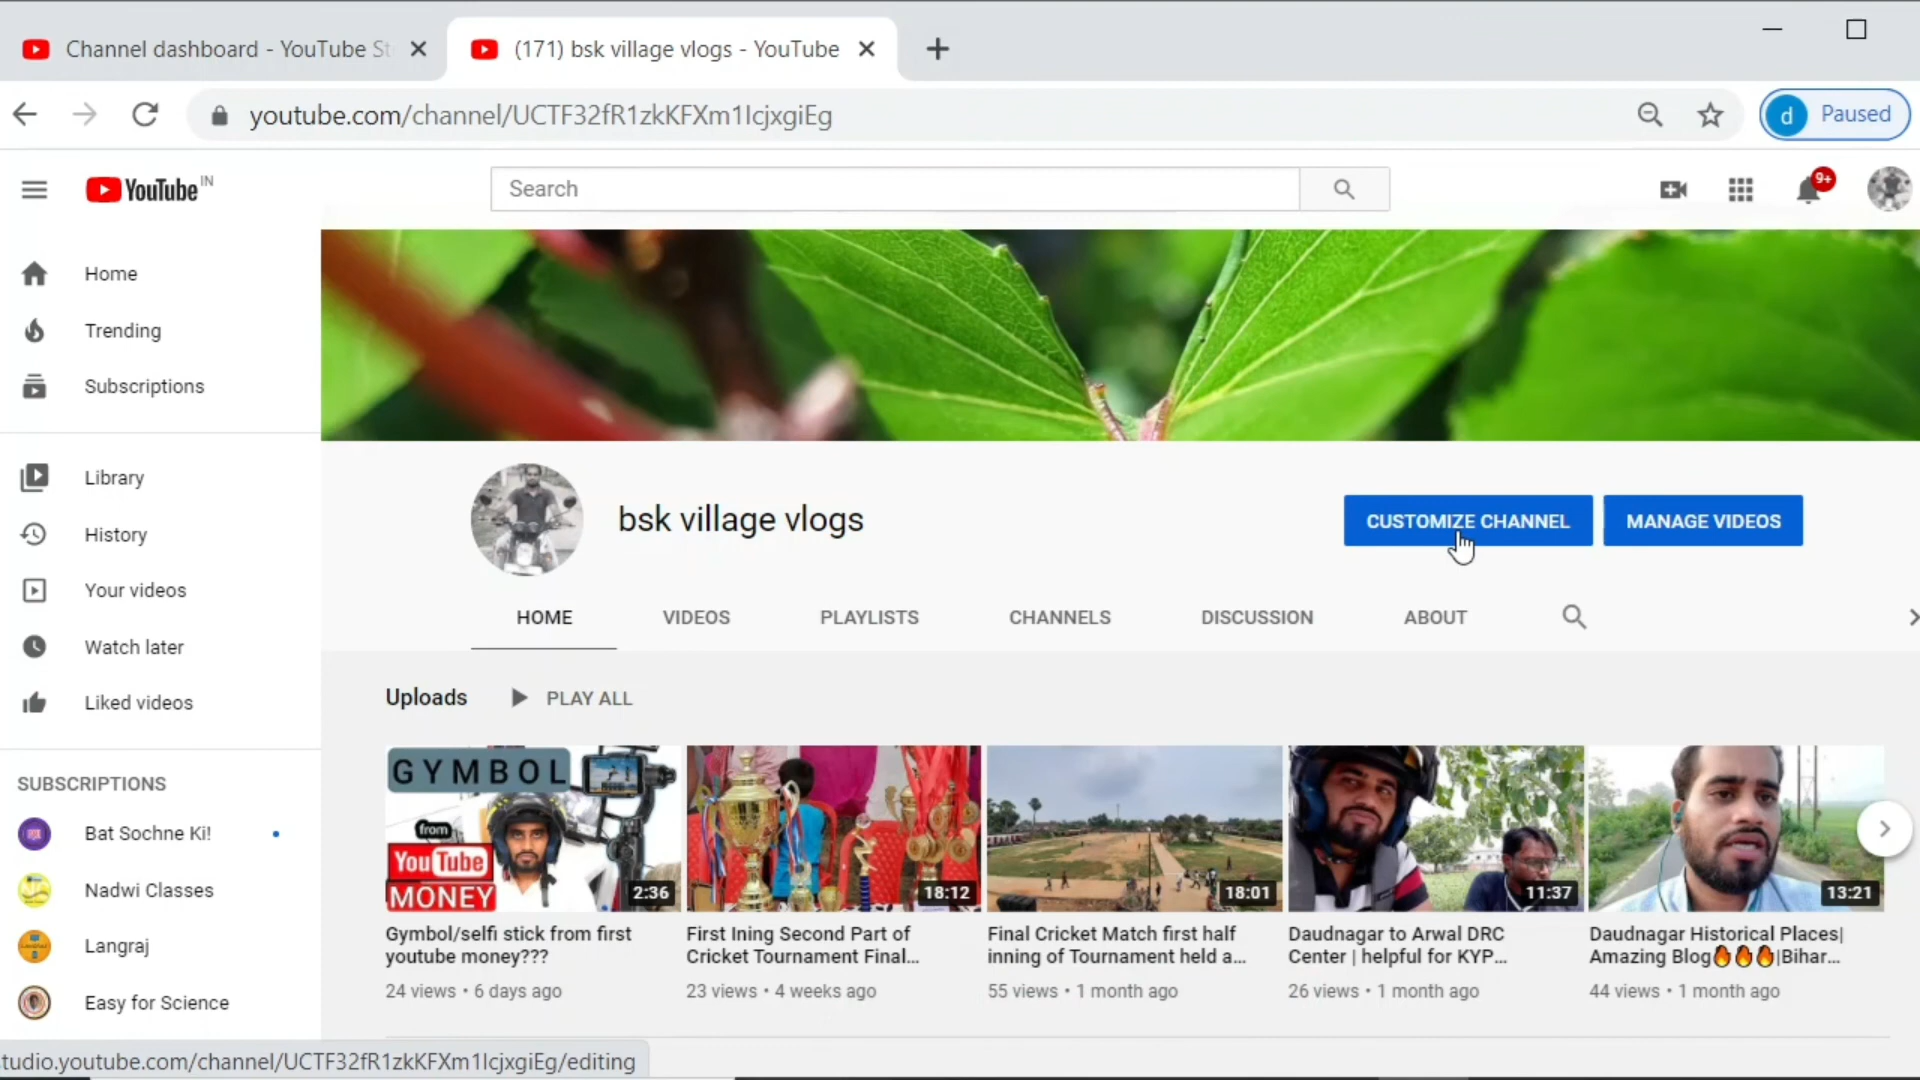 Channel dashboard - YouTube St
(171) bsk village vlogs - YouTube
youtube.com/channel/UCTF32fR1zkKFXm1IcjxgiEg
d Paused
YouTube IN
Search
9+
Home
Trending
Subscriptions
Library
History
Your videos
Watch later
Liked videos
SUBSCRIPTIONS
Bat Sochne Ki!
Nadwi Classes
Langraj
Easy for Science
bsk village vlogs
CUSTOMIZE CHANNEL
MANAGE VIDEOS
HOME VIDEOS PLAYLISTS CHANNELS DISCUSSION ABOUT
Uploads PLAY ALL
GYMBOL
from
YouTube
MONEY
2:36
18:12
18:01
11:37
13:21
Gymbol/selfi stick from first
youtube money???
24 views • 6 days ago
First Ining Second Part of
Cricket Tournament Final...
23 views • 4 weeks ago
Final Cricket Match first half
inning of Tournament held a...
55 views • 1 month ago
Daudnagar to Arwal DRC
Center | helpful for KYP...
26 views • 1 month ago
Daudnagar Historical Places|
Amazing Blog🔥🔥🔥|Bihar...
44 views • 1 month ago
tudio.youtube.com/channel/UCTF32fR1zkKFXm1IcjxgiEg/editing